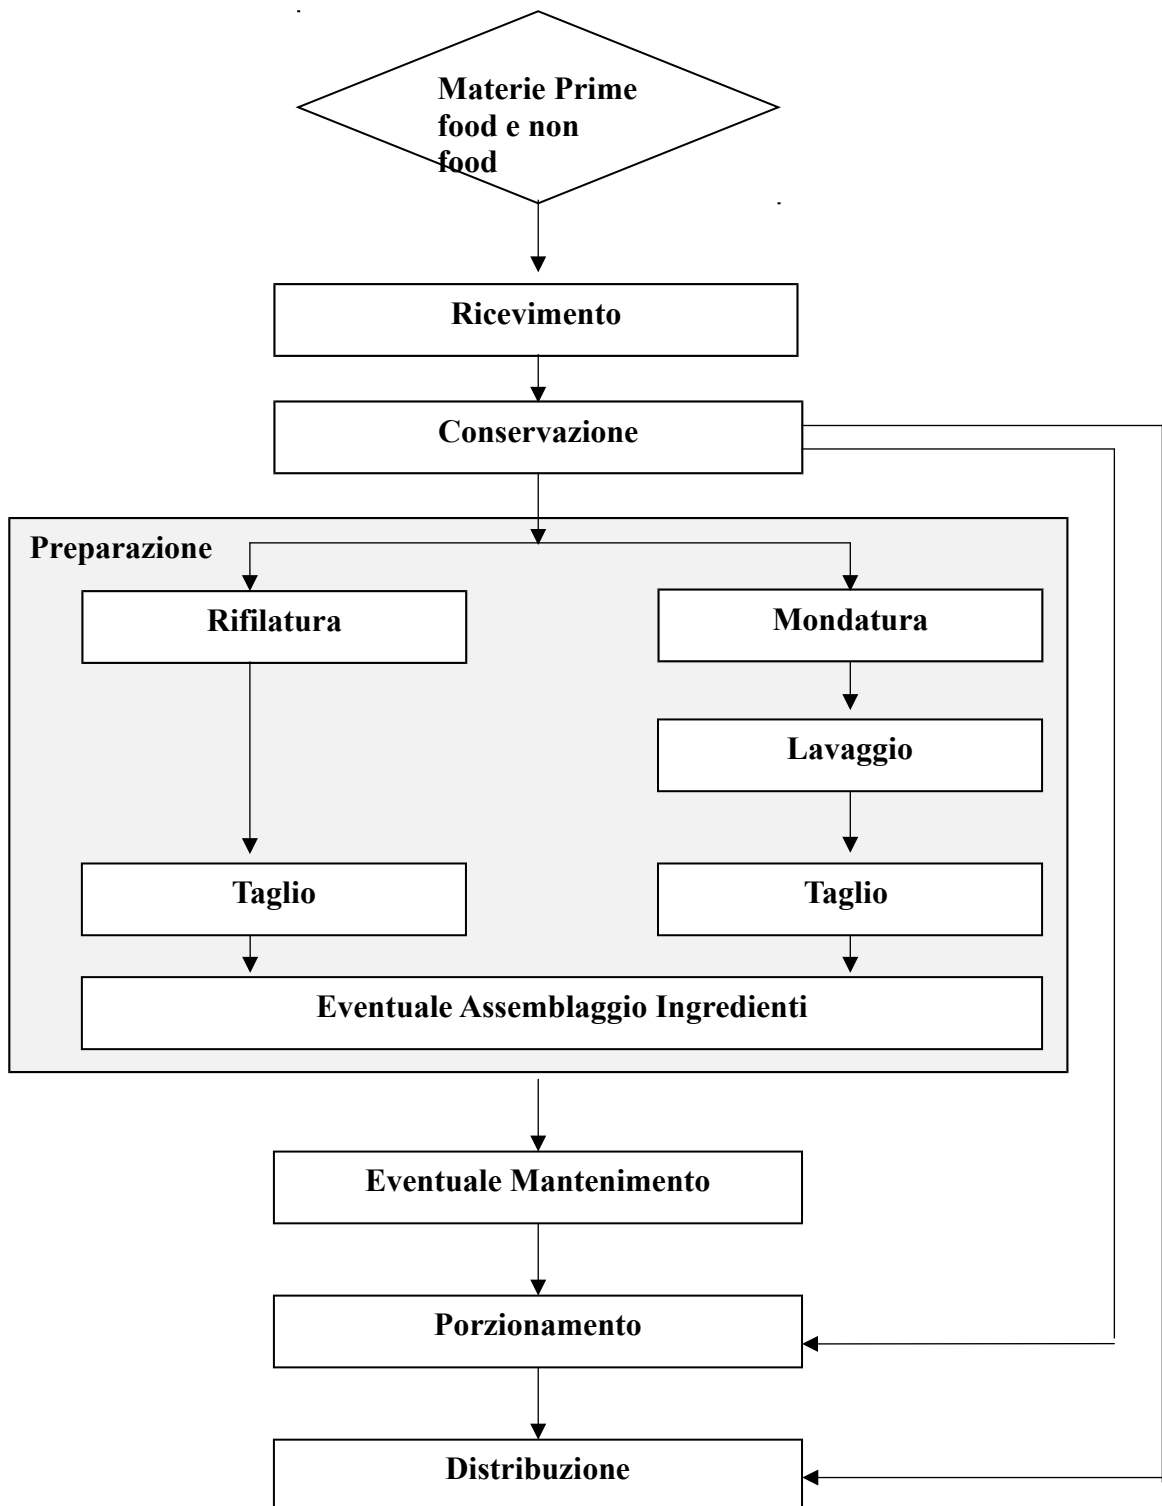 Materie Prime
food e non
food
Ricevimento
Conservazione
Preparazione
Rifilatura
Mondatura
Lavaggio
Taglio
Taglio
Eventuale Assemblaggio Ingredienti
Eventuale Mantenimento
Porzionamento
Distribuzione